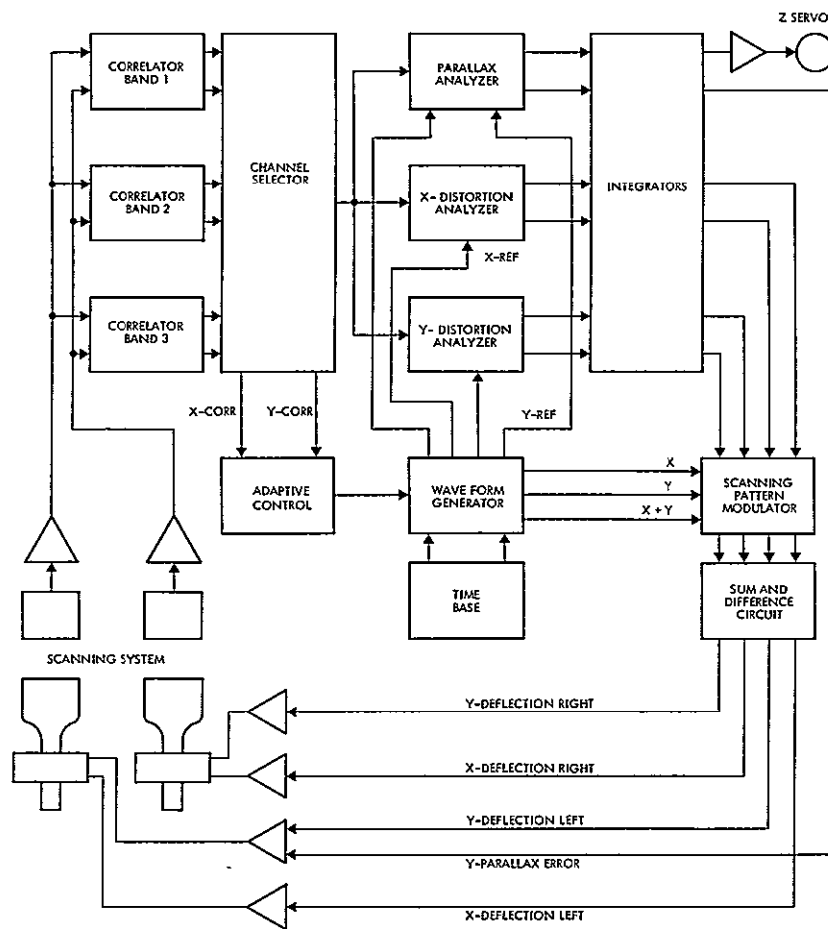 Z SERVO
CORRELATOR
BAND 1
PARALLAX
ANALYZER
CHANNEL
SELECTOR
INTEGRATORS
CORRELATOR
BAND 2
X- DISTORTION
ANALYZER
X-REF
CORRELATOR
BAND 3
Y- DISTORTION
ANALYZER
X-CORR
Y-CORR
Y-REF
ADAPTIVE
CONTROL
WAVE FORM
GENERATOR
X
Y
X + Y
SCANNING
PATTERN
MODULATOR
TIME
BASE
SUM AND
DIFFERENCE
CIRCUIT
SCANNING SYSTEM
Y-DEFLECTION RIGHT
X-DEFLECTION RIGHT
Y-DEFLECTION LEFT
Y-PARALLAX ERROR
X-DEFLECTION LEFT